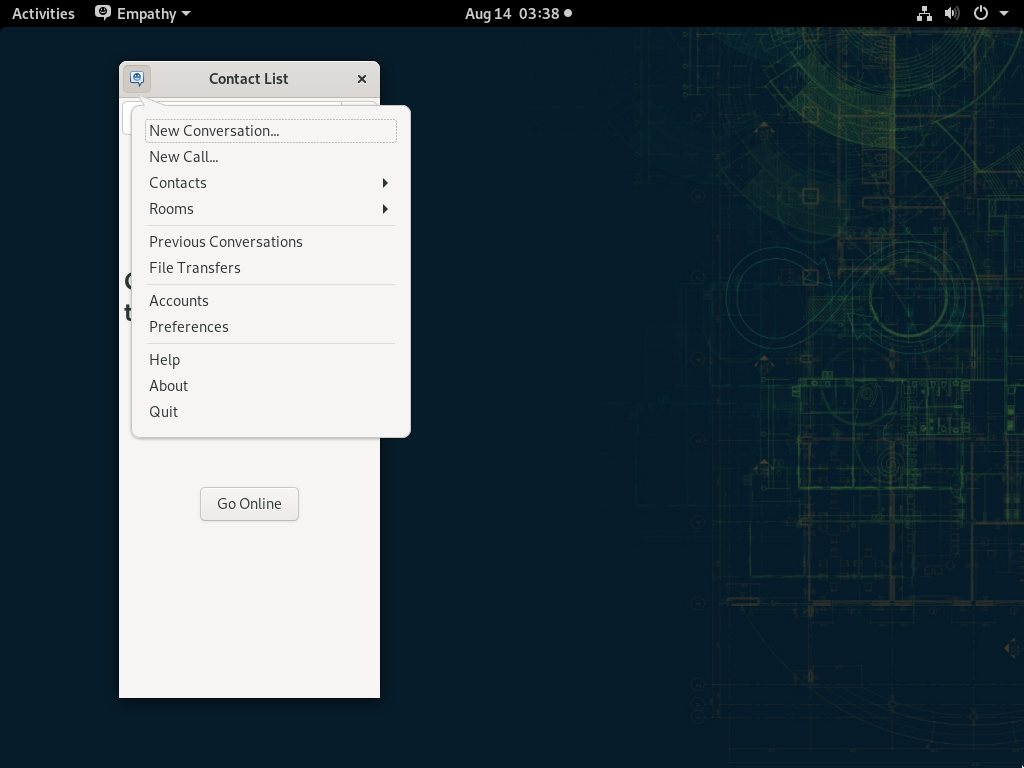 Activities
Empathy
Aug 14 03:38
Contact List
New Conversation...
New Call...
Contacts
Rooms
Previous Conversations
File Transfers
Accounts
Preferences
Help
About
Quit
Go Online